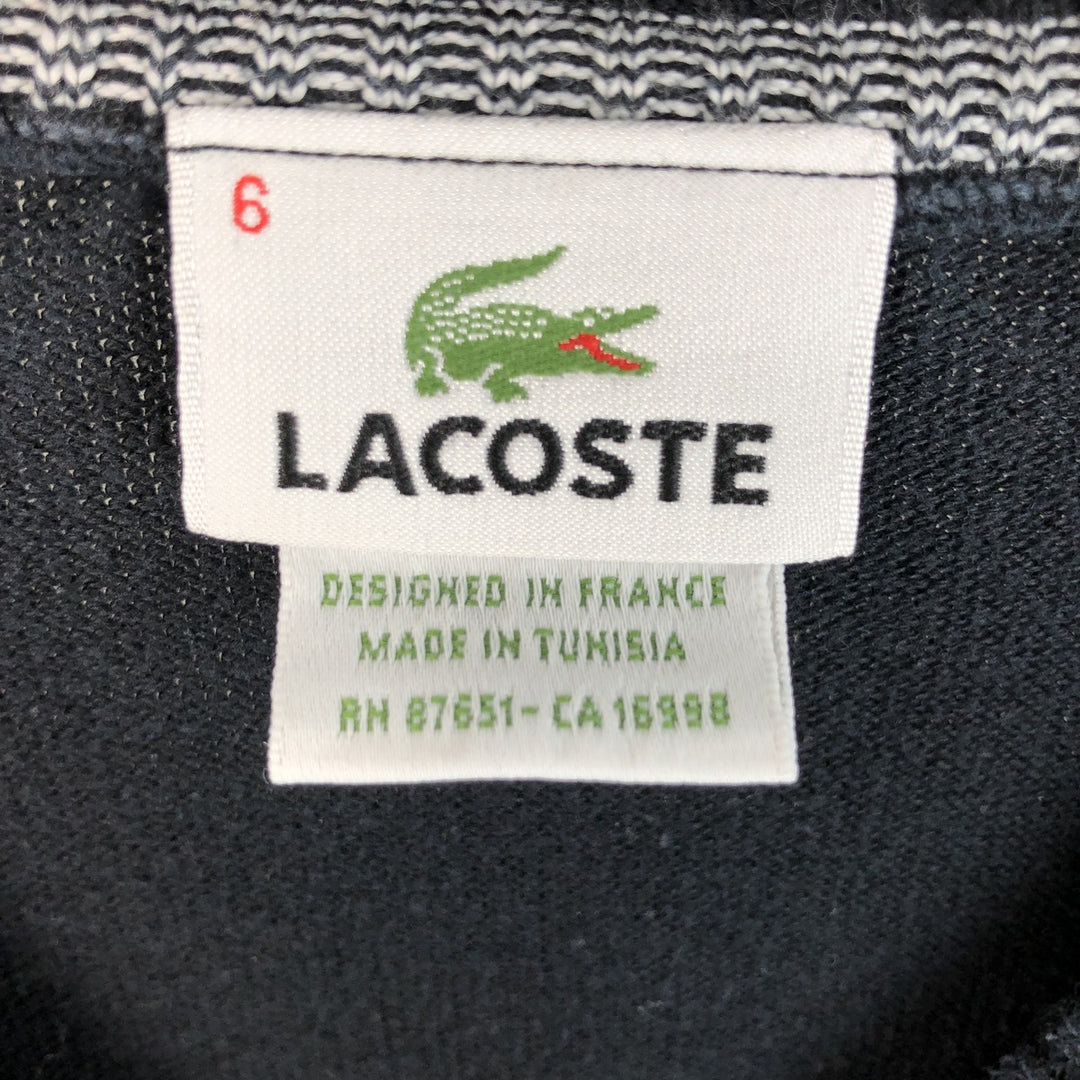 6
LACOSTE
DESIGNED IN FRANCE
MADE IN TUNISIA
RN 87651 - CA 16998